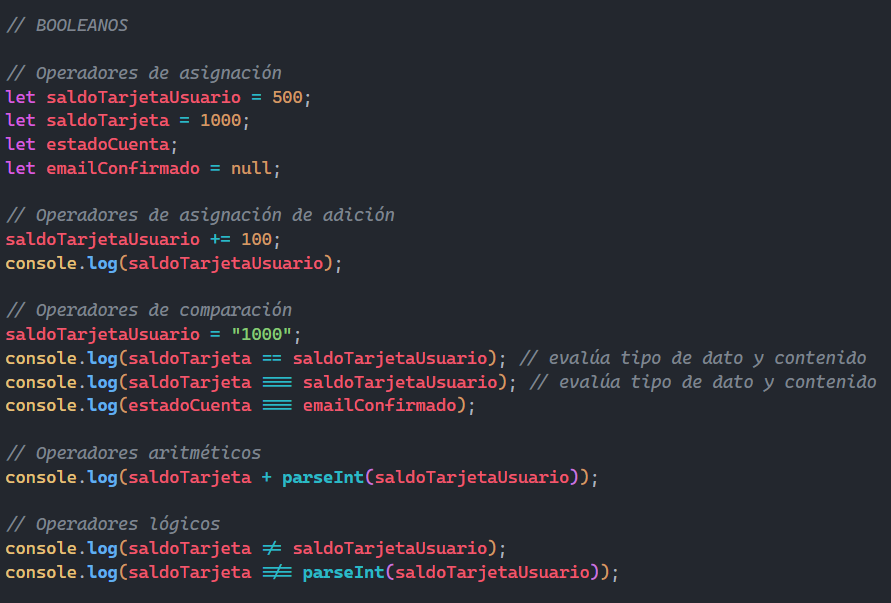 // BOOLEANOS
// Operadores de asignación
let saldoTarjetaUsuario = 500;
let saldoTarjeta = 1000;
let estadoCuenta;
let emailConfirmado = null;
// Operadores de asignación de adición
saldoTarjetaUsuario += 100;
console.log(saldoTarjetaUsuario);
// Operadores de comparación
saldoTarjetaUsuario = "1000";
console.log(saldoTarjeta == saldoTarjetaUsuario); // evalúa tipo de dato y contenido
console.log(saldoTarjeta === saldoTarjetaUsuario); // evalúa tipo de dato y contenido
console.log(estadoCuenta === emailConfirmado);
// Operadores aritméticos
console.log(saldoTarjeta + parseInt(saldoTarjetaUsuario));
// Operadores lógicos
console.log(saldoTarjeta != saldoTarjetaUsuario);
console.log(saldoTarjeta !== parseInt(saldoTarjetaUsuario));